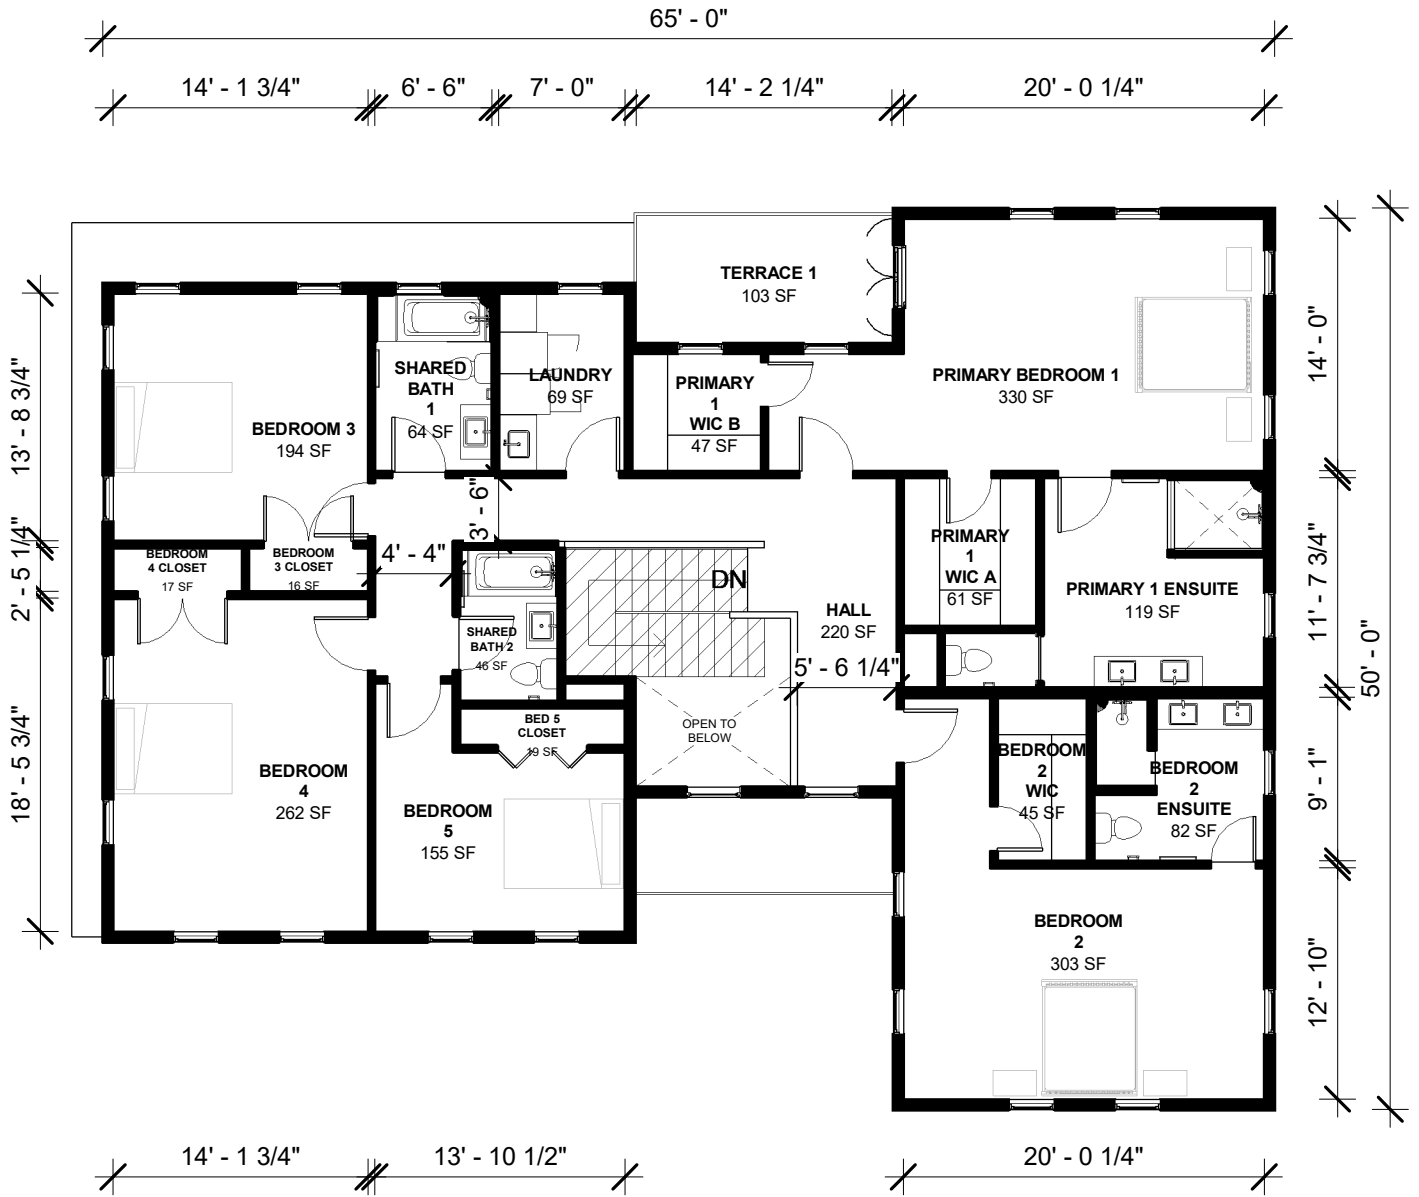 65' - 0"
14' - 1 3/4"
6' - 6"
7' - 0"
14' - 2 1/4"
20' - 0 1/4"
TERRACE 1
103 SF
PRIMARY BEDROOM 1
330 SF
14' - 0"
13' - 8 3/4"
BEDROOM 3
194 SF
SHARED
BATH
1
64 SF
LAUNDRY
69 SF
PRIMARY
1
WIC B
47 SF
3' - 6"
4' - 4"
2' - 5 1/4"
BEDROOM
4 CLOSET
17 SF
BEDROOM
3 CLOSET
16 SF
SHARED
BATH 2
46 SF
DN
HALL
220 SF
5' - 6 1/4"
PRIMARY
1
WIC A
61 SF
PRIMARY 1 ENSUITE
119 SF
11' - 7 3/4"
50' - 0"
OPEN TO
BELOW
BED 5
CLOSET
19 SF
18' - 5 3/4"
BEDROOM
4
262 SF
BEDROOM
5
155 SF
BEDROOM
2
WIC
45 SF
BEDROOM
2
ENSUITE
82 SF
9' - 1"
BEDROOM
2
303 SF
12' - 10"
14' - 1 3/4"
13' - 10 1/2"
20' - 0 1/4"